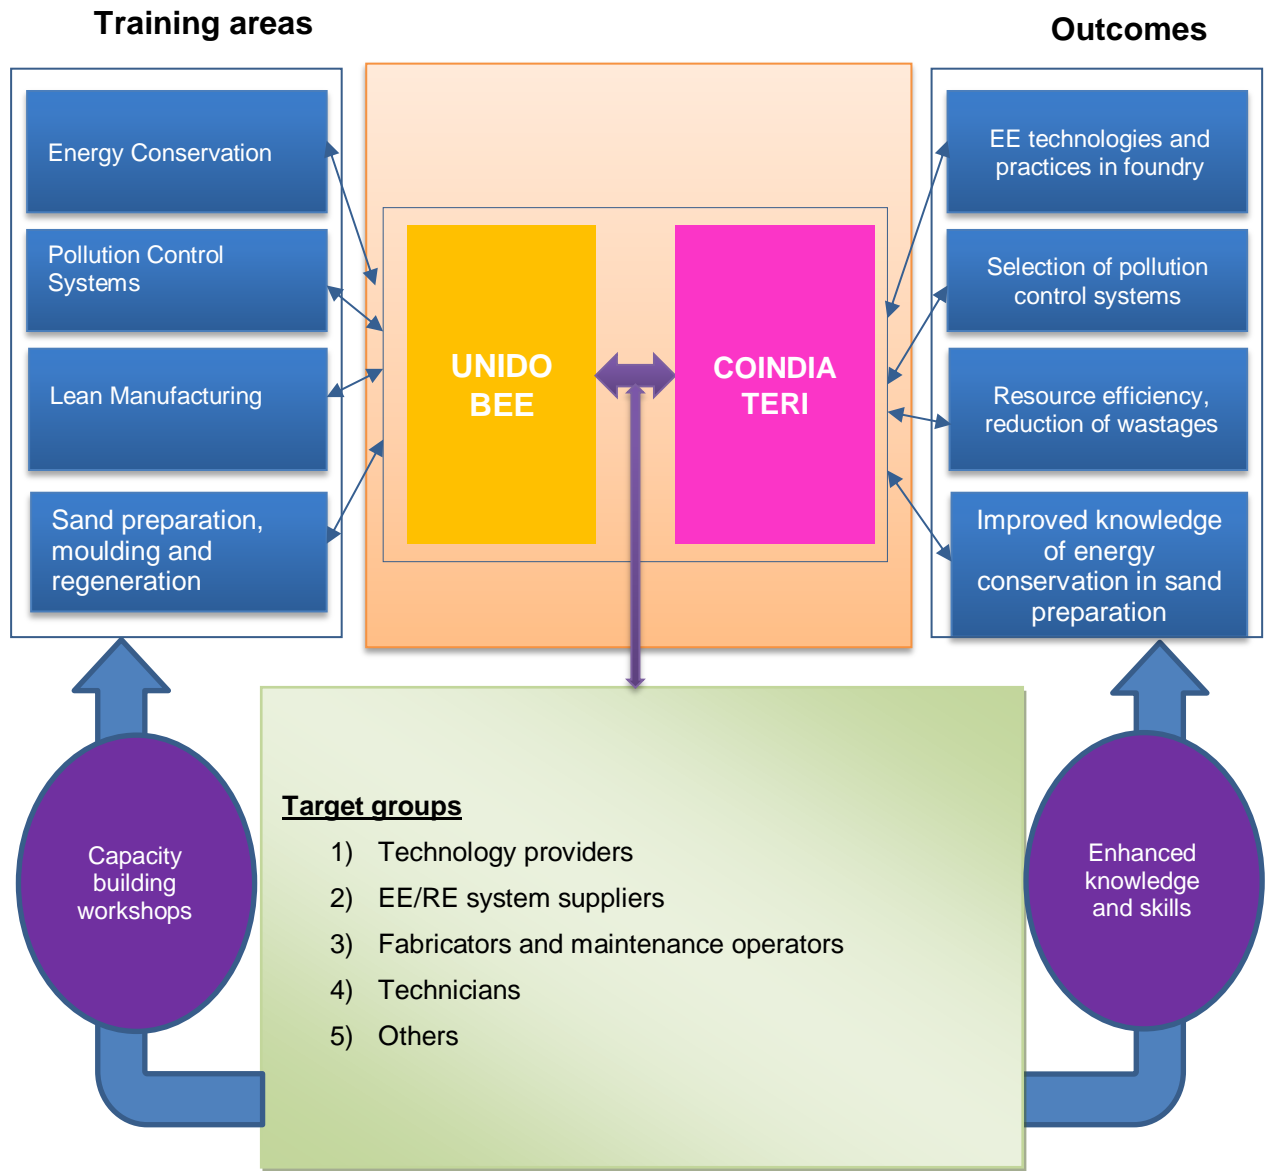 Training areas
Energy Conservation
Pollution Control
Systems
Lean Manufacturing
Sand preparation,
moulding and
regeneration
UNIDO
BEE
COINDIA
TERI
Outcomes
EE technologies and
practices in foundry
Selection of pollution
control systems
Resource efficiency,
reduction of wastages
Improved knowledge
of energy
conservation in sand
preparation
Capacity
building
workshops
Target groups
1) Technology providers
2) EE/RE system suppliers
3) Fabricators and maintenance operators
4) Technicians
5) Others
Enhanced
knowledge
and skills